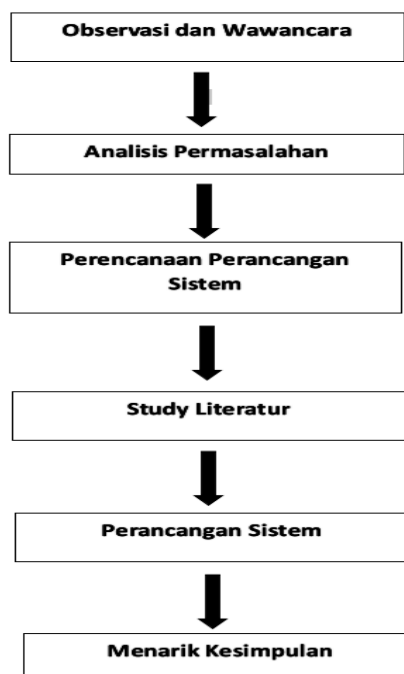 Observasi dan Wawancara
Analisis Permasalahan
Perencanaan Perancangan
Sistem
Study Literatur
Perancangan Sistem
Menarik Kesimpulan